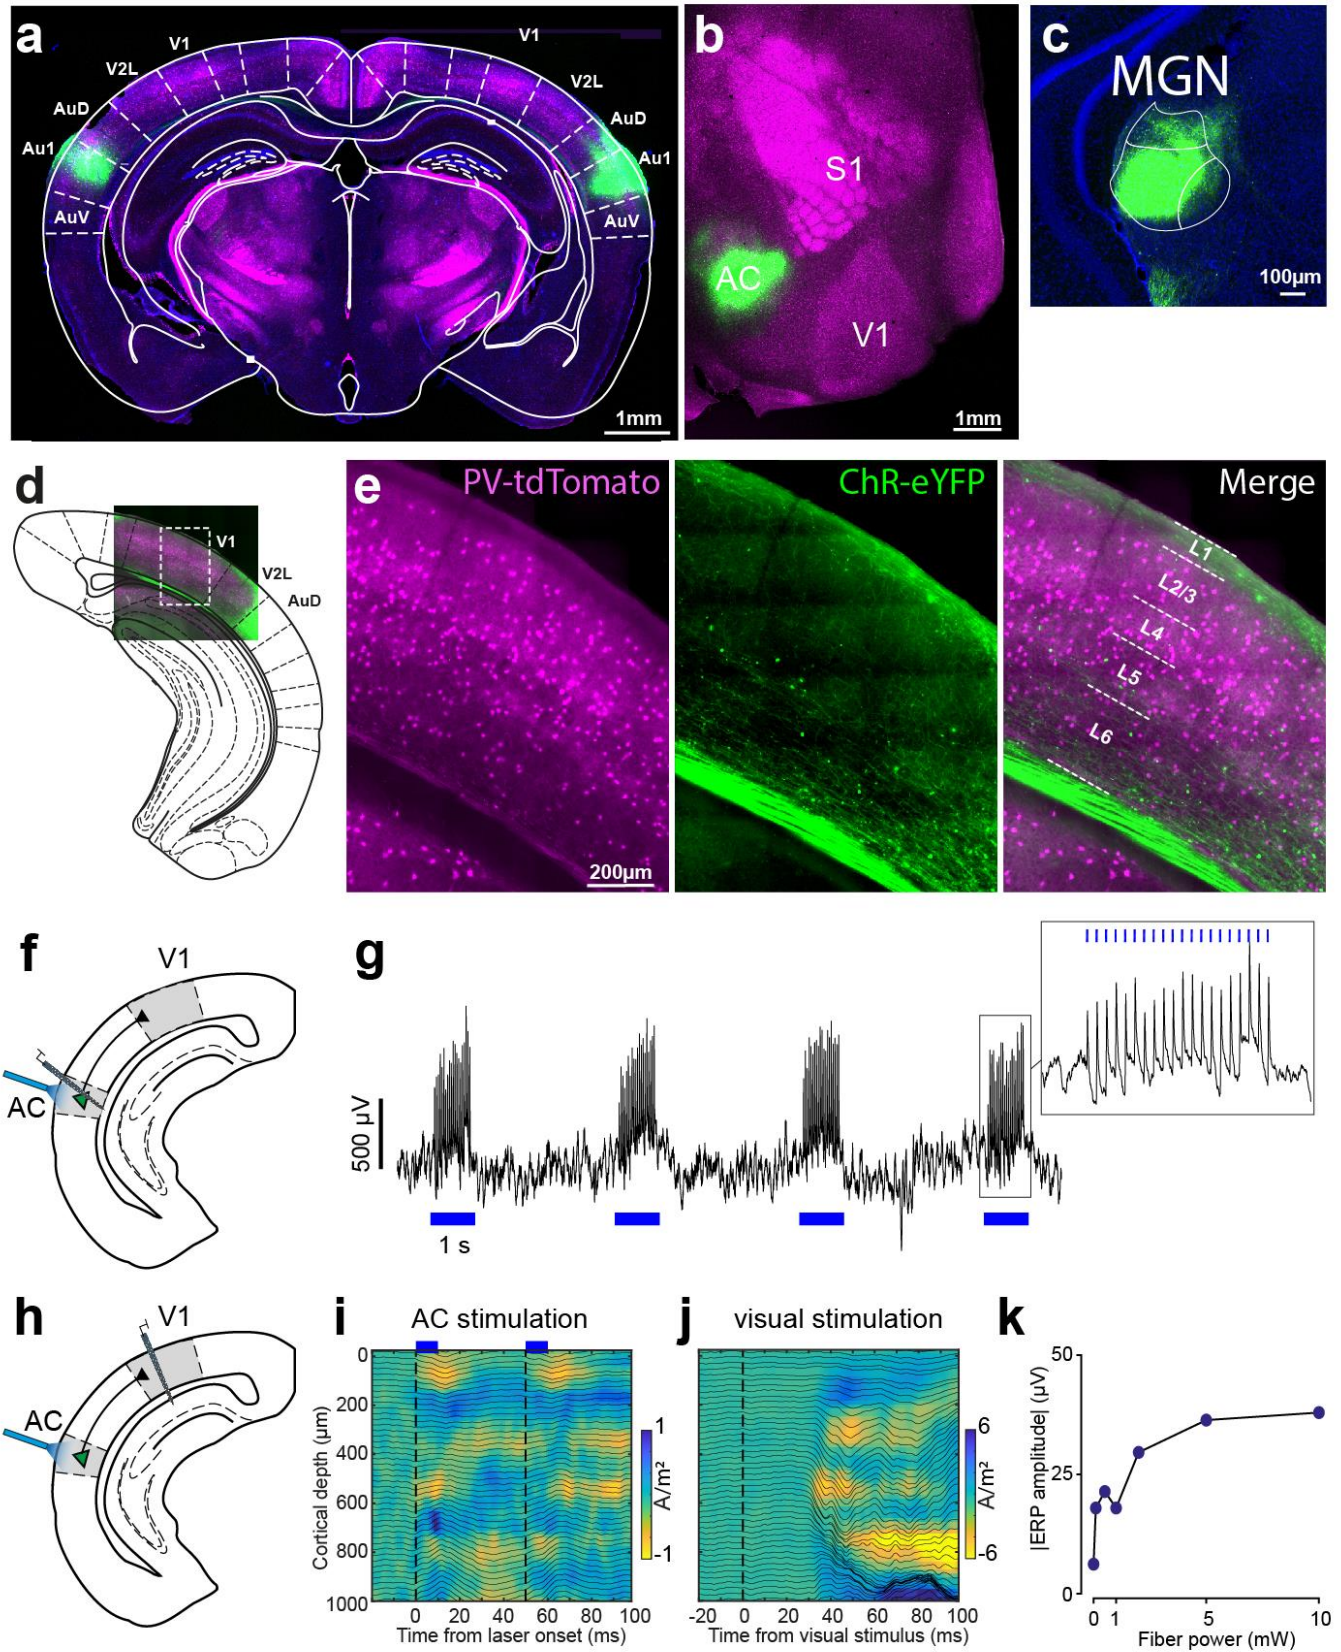 a
V1
V1
V2L
V2L
AuD
AuD
Au1
Au1
AuV
AuV
1mm
b
S1
AC
V1
1mm
c
MGN
100µm
d
V1
V2L
AuD
e
PV-tdTomato
200µm
ChR-eYFP
Merge
L1
L2/3
L4
L5
L6
f
V1
AC
g
500 µV
1 s
h
V1
AC
i
AC stimulation
0
200
400
600
800
1000
Cortical depth (µm)
0
20
40
60
80
100
Time from laser onset (ms)
1
A/m²
-1
j
visual stimulation
-20
0
20
40
60
80
100
Time from visual stimulus (ms)
6
A/m²
-6
k
50
25
0
|ERP amplitude| (µV)
0
1
5
10
Fiber power (mW)